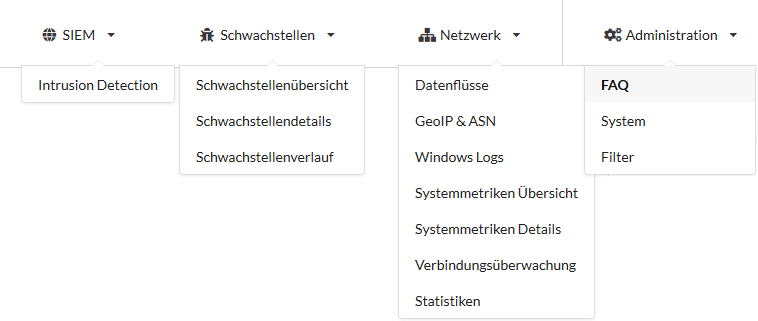 SIEM
Schwachstellen
Netzwerk
Administration
Intrusion Detection
Schwachstellenübersicht
Schwachstellendetails
Schwachstellenverlauf
Datenflüsse
GeoIP & ASN
Windows Logs
Systemmetriken Übersicht
Systemmetriken Details
Verbindungsüberwachung
Statistiken
FAQ
System
Filter